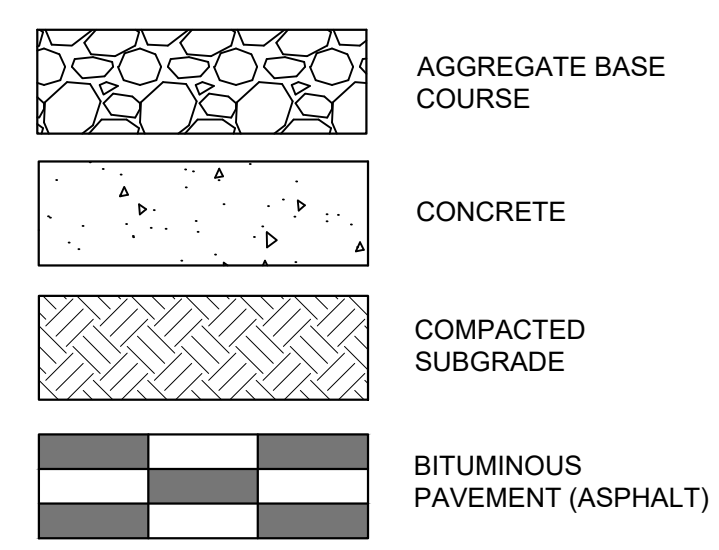 AGGREGATE BASE
COURSE
CONCRETE
COMPACTED
SUBGRADE
BITUMINOUS
PAVEMENT (ASPHALT)